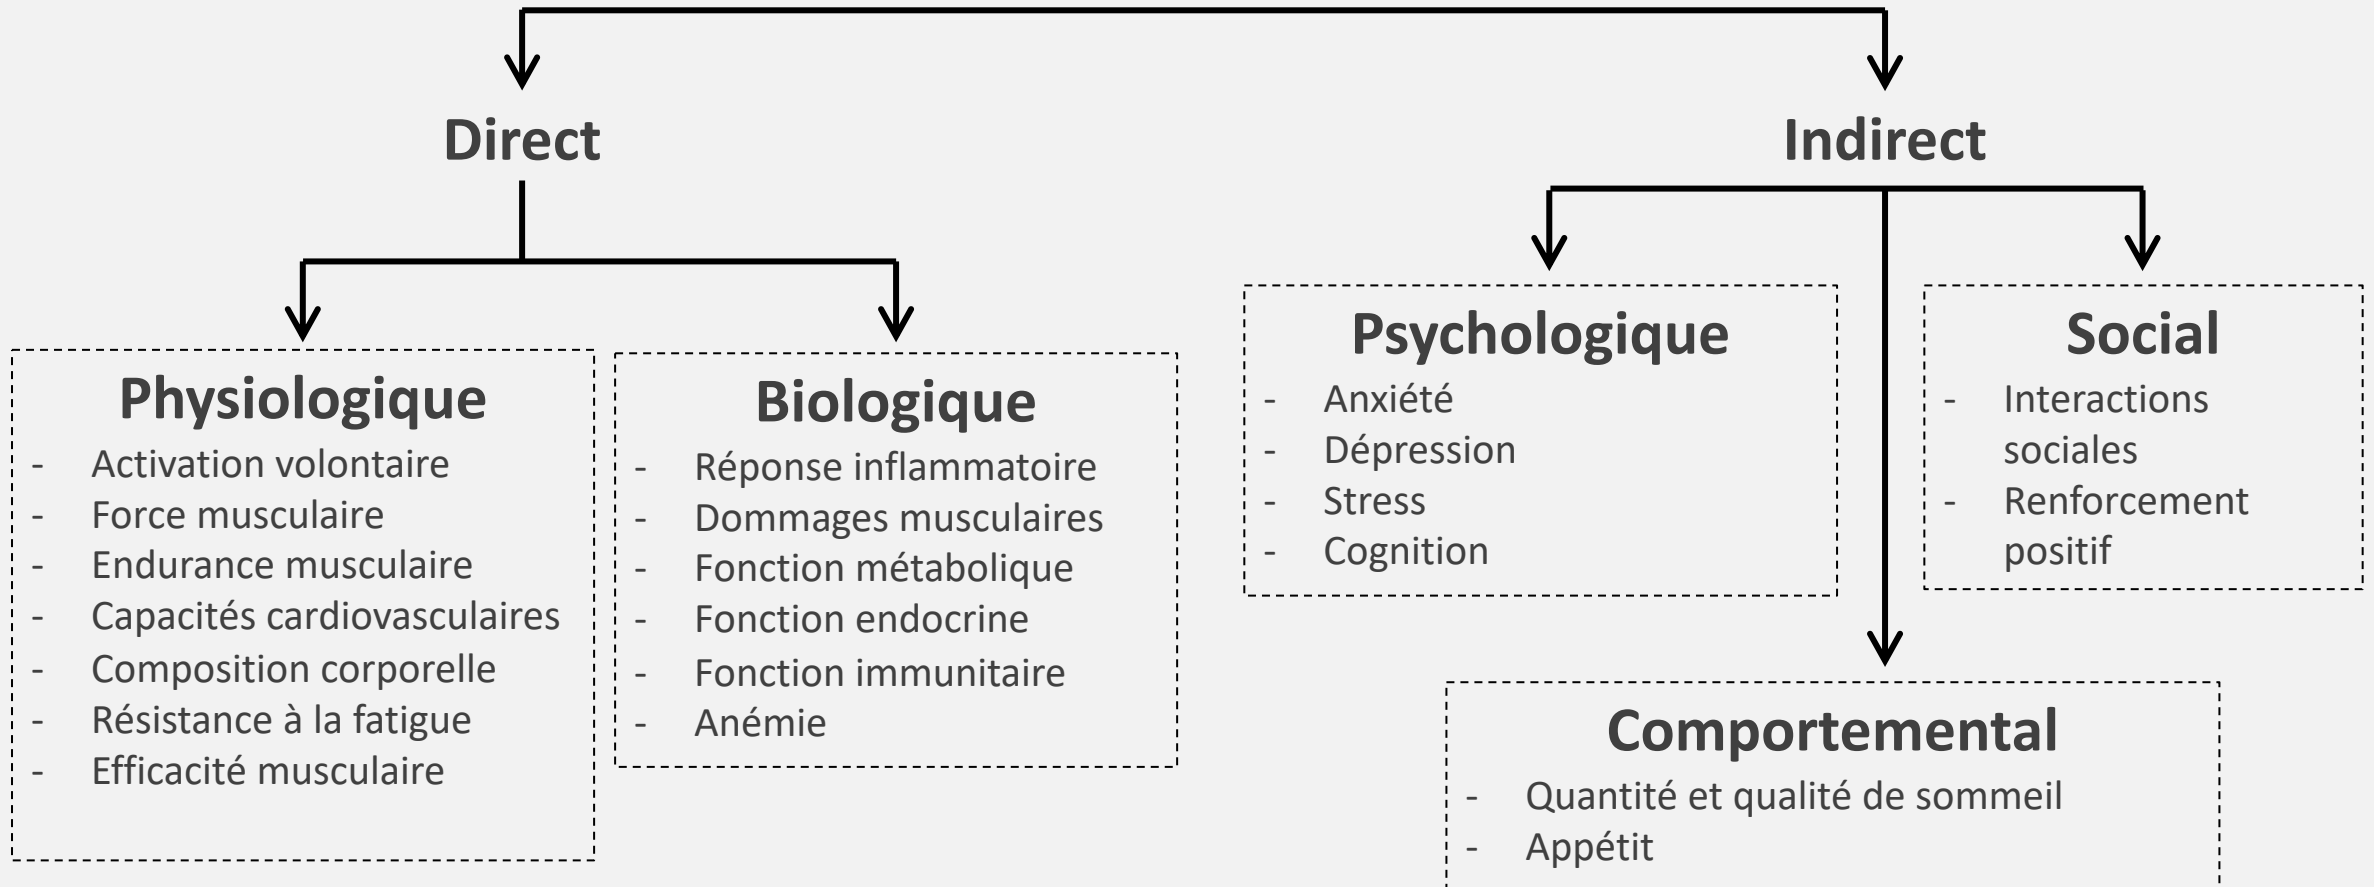 Direct
Indirect
Physiologique
- Activation volontaire
- Force musculaire
- Endurance musculaire
- Capacités cardiovasculaires
- Composition corporelle
- Résistance à la fatigue
- Efficacité musculaire
Biologique
- Réponse inflammatoire
- Dommages musculaires
- Fonction métabolique
- Fonction endocrine
- Fonction immunitaire
- Anémie
Psychologique
- Anxiété
- Dépression
- Stress
- Cognition
Social
- Interactions
sociales
- Renforcement
positif
Comportemental
- Quantité et qualité de sommeil
- Appétit